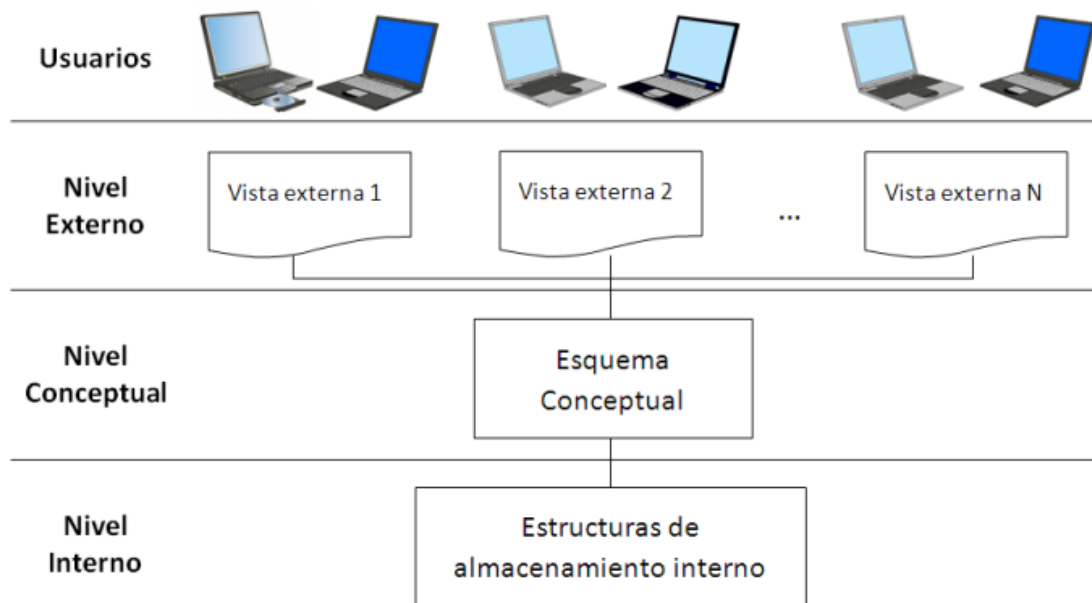 Usuarios
Nivel
Externo
Vista externa 1
Vista externa 2
...
Vista externa N
Nivel
Conceptual
Esquema
Conceptual
Nivel
Interno
Estructuras de
almacenamiento interno